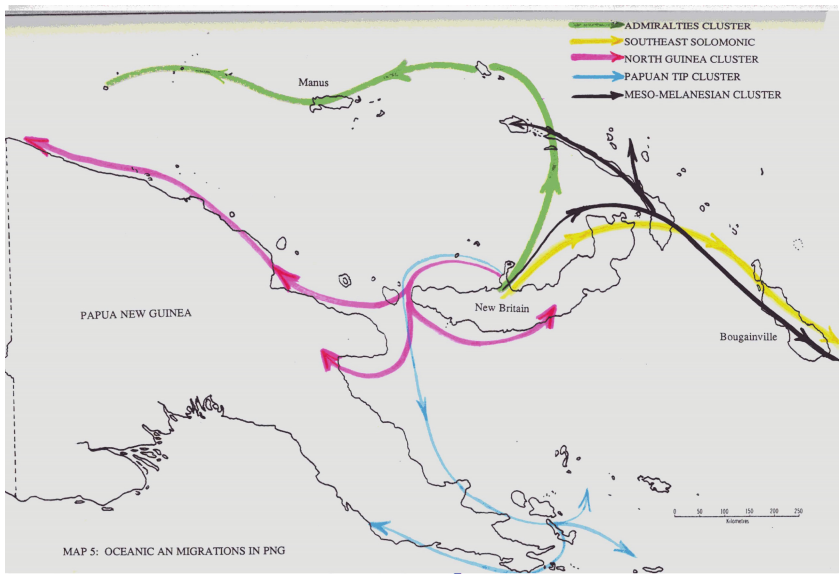 ADMIRALTIES CLUSTER
SOUTHEAST SOLOMONIC
NORTH GUINEA CLUSTER
PAPUAN TIP CLUSTER
MESO-MELANESIAN CLUSTER
Manus
PAPUA NEW GUINEA
New Britain
Bougainville
0 50 100 150 200 250
Kilometres
MAP 5: OCEANIC AN MIGRATIONS IN PNG